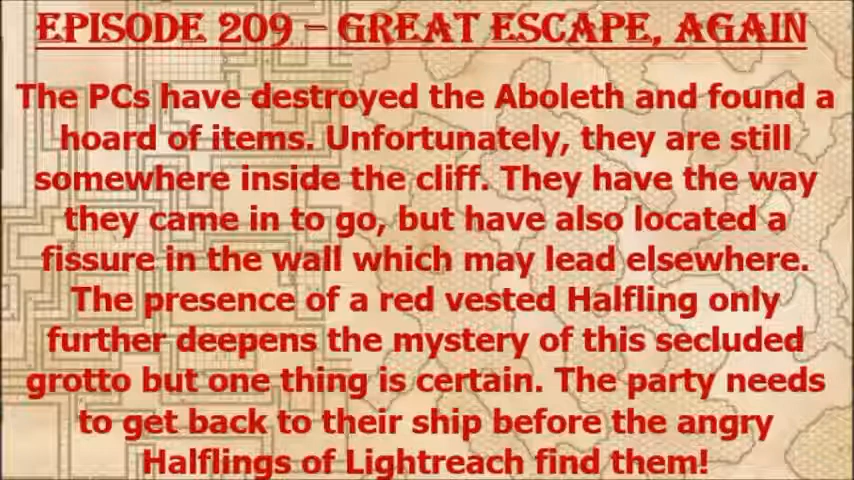 EPISODE 209 – GREAT ESCAPE, AGAIN
The PCs have destroyed the Aboleth and found a
hoard of items. Unfortunately, they are still
somewhere inside the cliff. They have the way
they came in to go, but have also located a
fissure in the wall which may lead elsewhere.
The presence of a red vested Halfling only
further deepens the mystery of this secluded
grotto but one thing is certain. The party needs
to get back to their ship before the angry
Halflings of Lightreach find them!